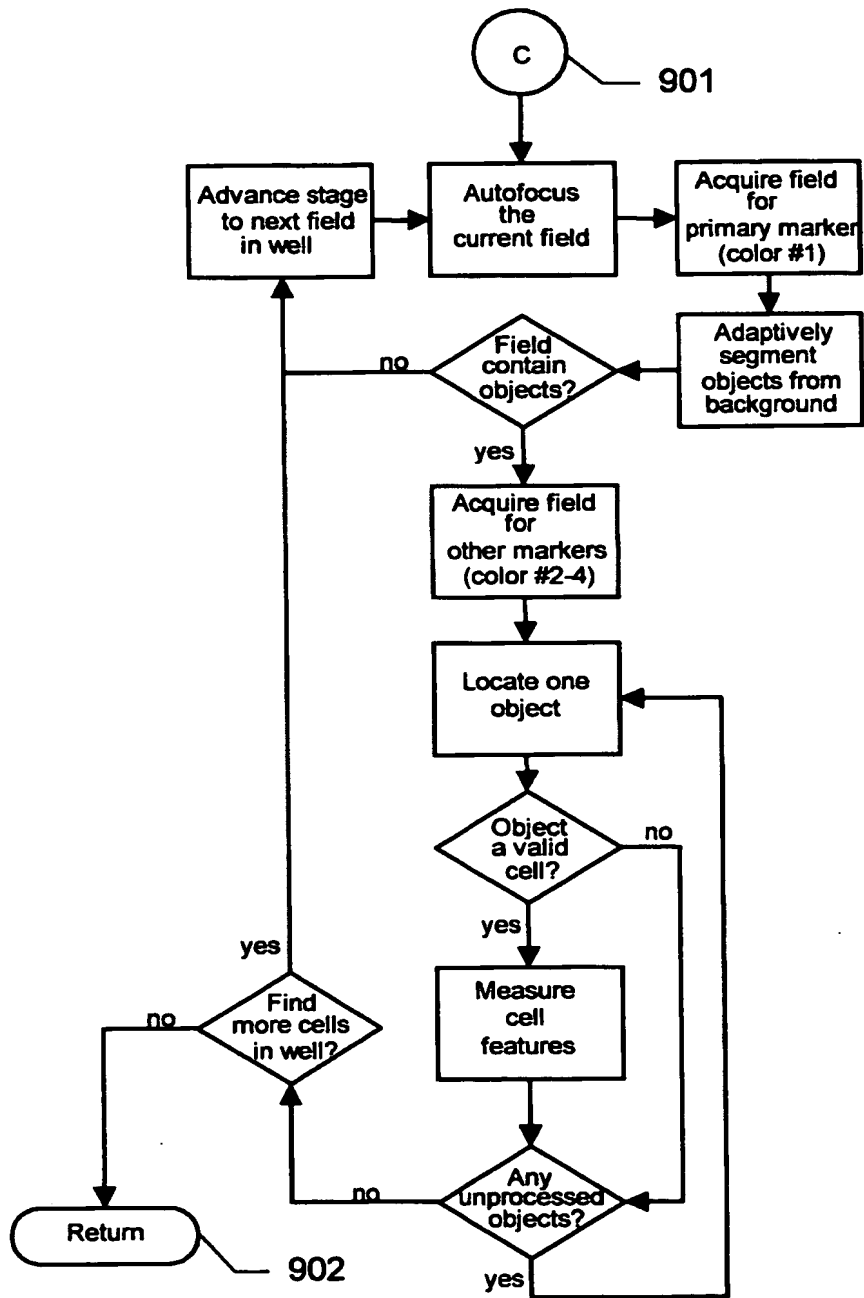 C
901
Advance stage
to next field
in well
Autofocus
the
current field
Acquire field
for
primary marker
(color #1)
Field
contain
objects?
no
Adaptively
segment
objects from
background
yes
Acquire field
for
other markers
(color #2-4)
Locate one
object
Object
a valid
cell?
no
yes
Measure
cell
features
yes
Find
more cells
in well?
no
Any
unprocessed
objects?
no
yes
Return
902